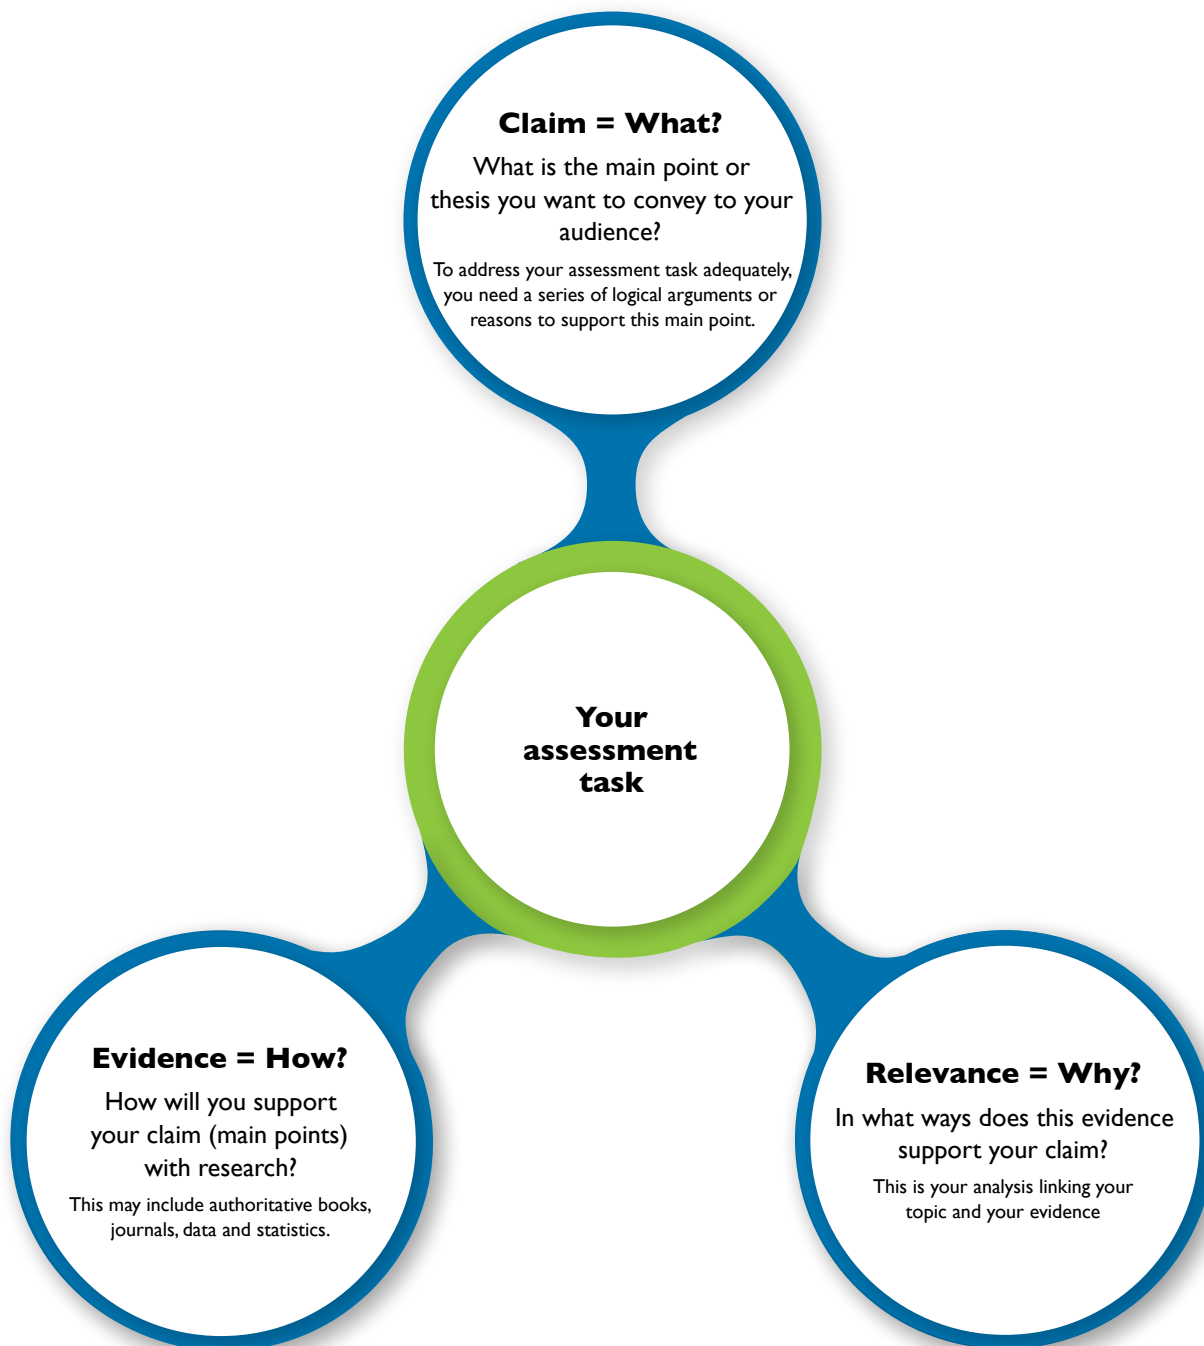 Claim = What?
What is the main point or
thesis you want to convey to your
audience?
To address your assessment task adequately,
you need a series of logical arguments or
reasons to support this main point.
Your
assessment
task
Evidence = How?
How will you support
your claim (main points)
with research?
This may include authoritative books,
journals, data and statistics.
Relevance = Why?
In what ways does this evidence
support your claim?
This is your analysis linking your
topic and your evidence